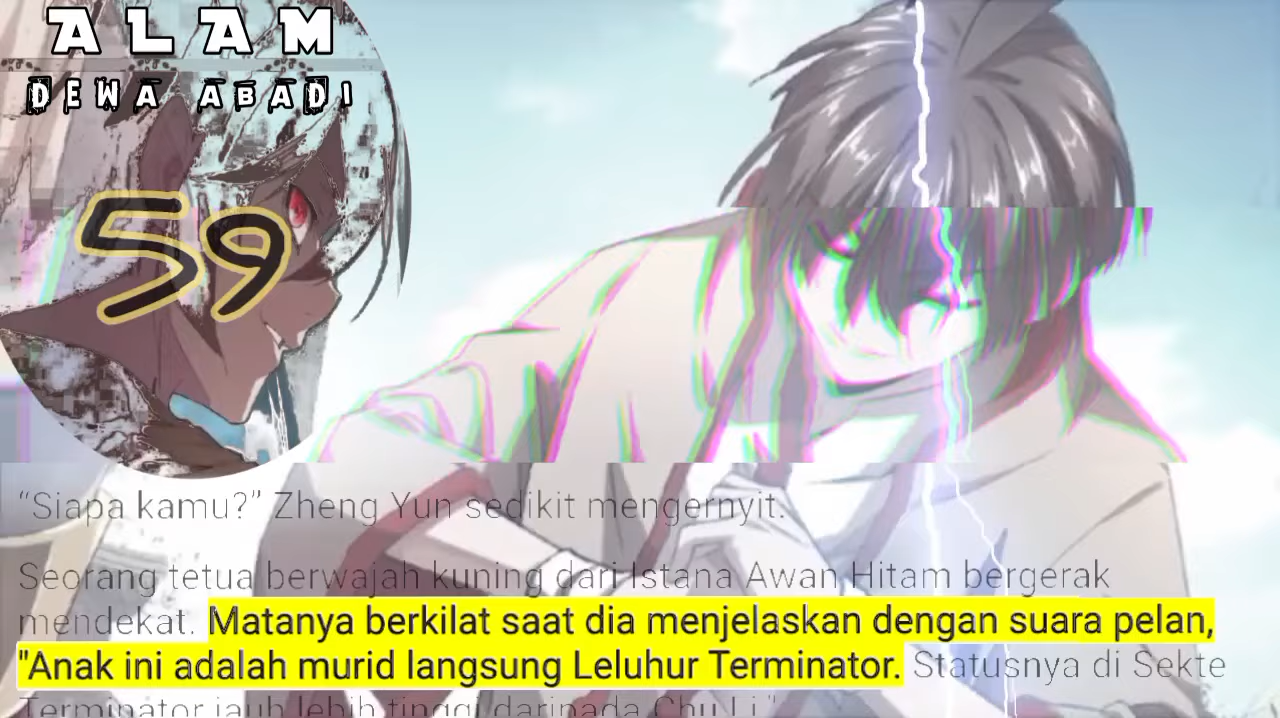 ALAM
DEWA ABADI
59
“Siapa kamu?” Zheng Yun sedikit mengernyit.
Seorang tetua berwajah kuning dari Istana Awan Hitam bergerak
mendekat. Matanya berkilat saat dia menjelaskan dengan suara pelan,
"Anak ini adalah murid langsung Leluhur Terminator. Statusnya di Sekte
Terminator jauh lebih tinggi daripada Chu Li."